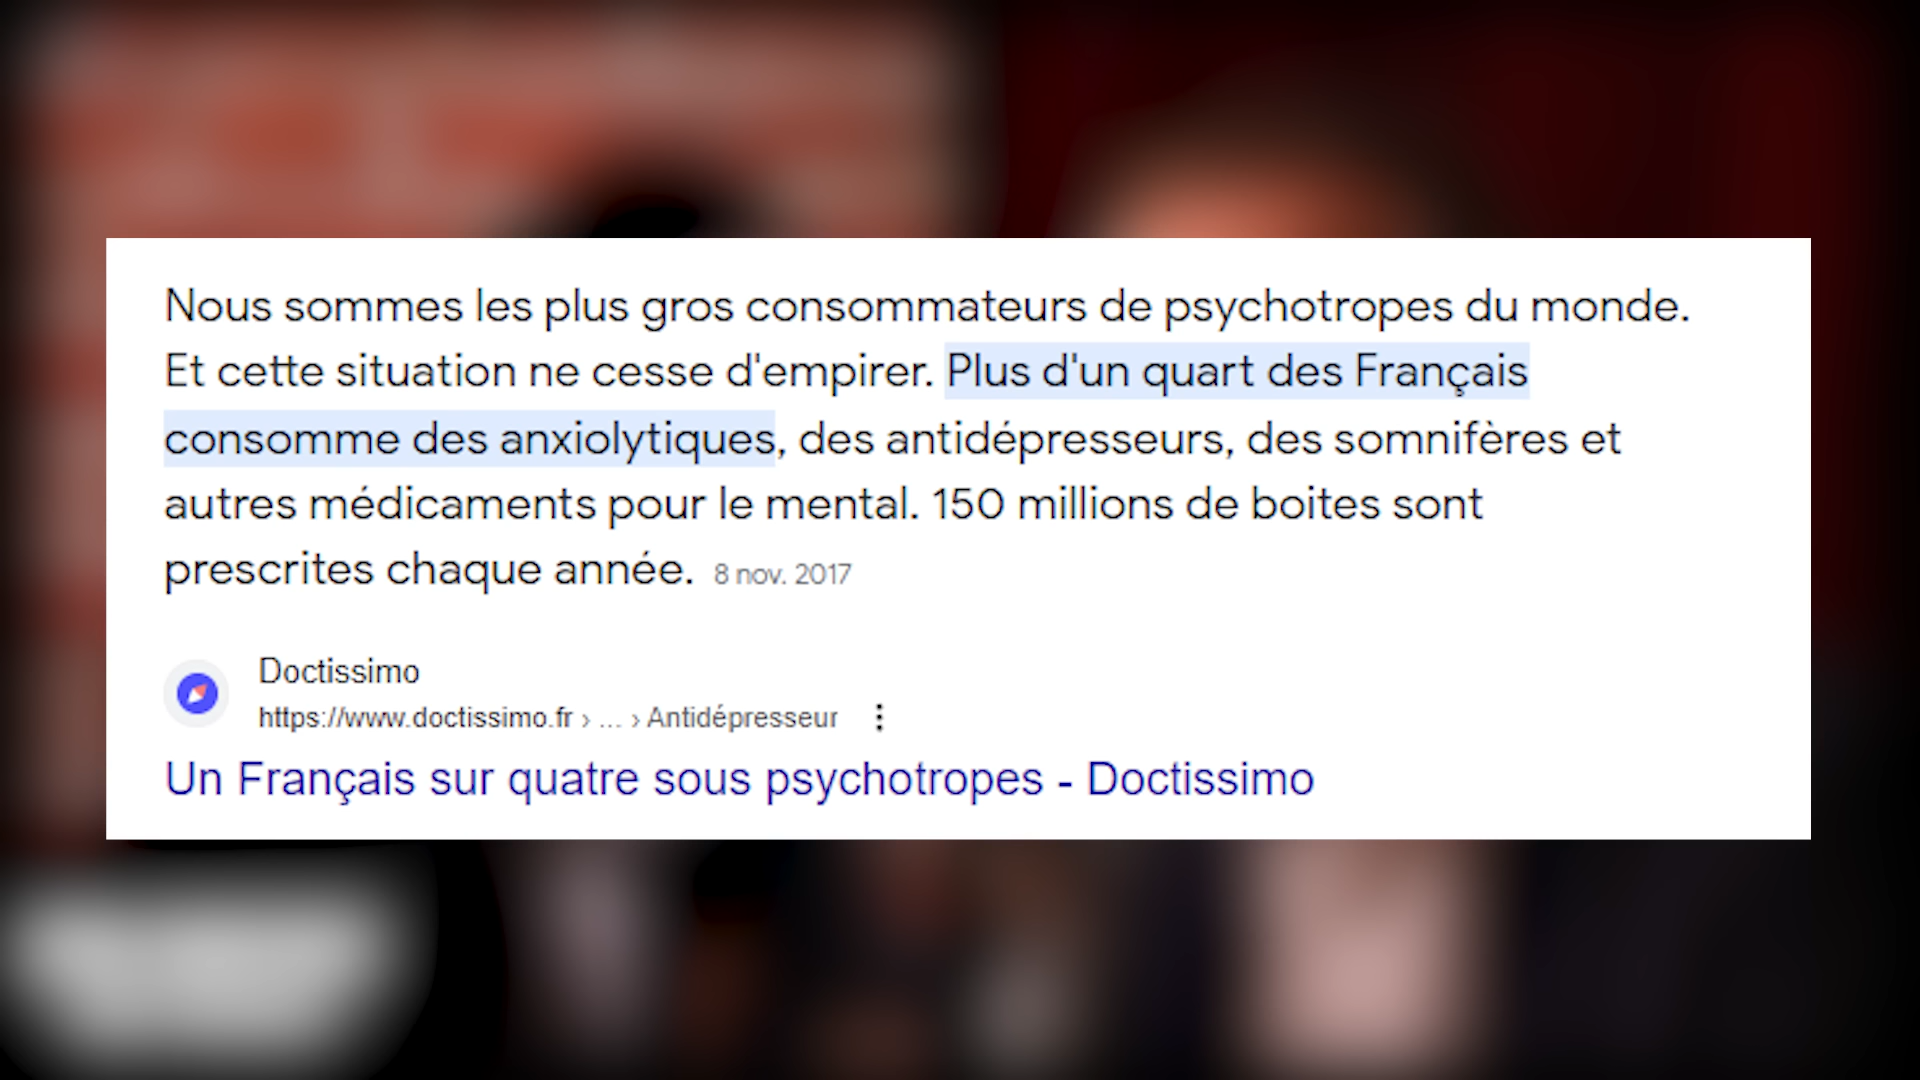 Nous sommes les plus gros consommateurs de psychotropes du monde.
Et cette situation ne cesse d'empirer. Plus d'un quart des Français
consomme des anxiolytiques, des antidépresseurs, des somnifères et
autres médicaments pour le mental. 150 millions de boites sont
prescrites chaque année. 8 nov. 2017
Doctissimo
https://www.doctissimo.fr › ... › Antidépresseur
Un Français sur quatre sous psychotropes - Doctissimo